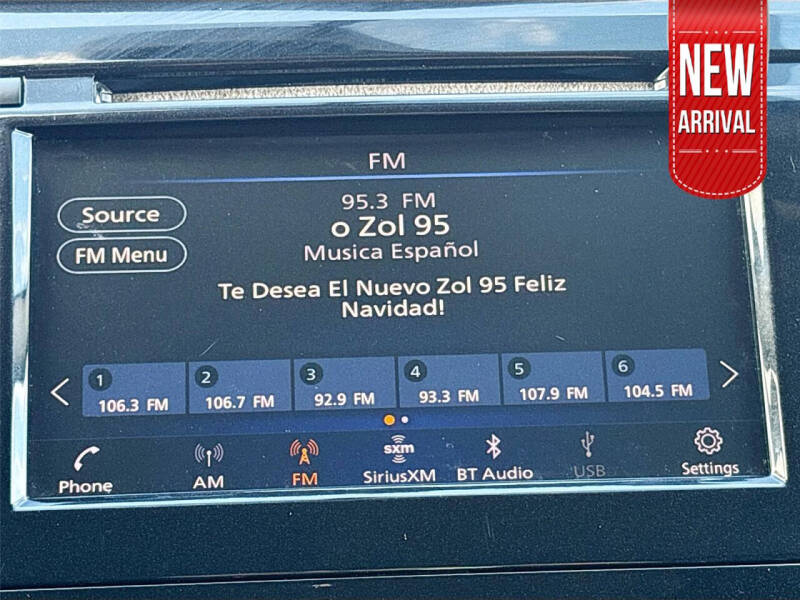 NEW
ARRIVAL
FM
Source
FM Menu
95.3 FM
o Zol 95
Musica Español
Te Desea El Nuevo Zol 95 Feliz
Navidad!
1 2 3 4 5 6
106.3 FM 106.7 FM 92.9 FM 93.3 FM 107.9 FM 104.5 FM
sxm
Phone AM FM SiriusXM BT Audio USB Settings